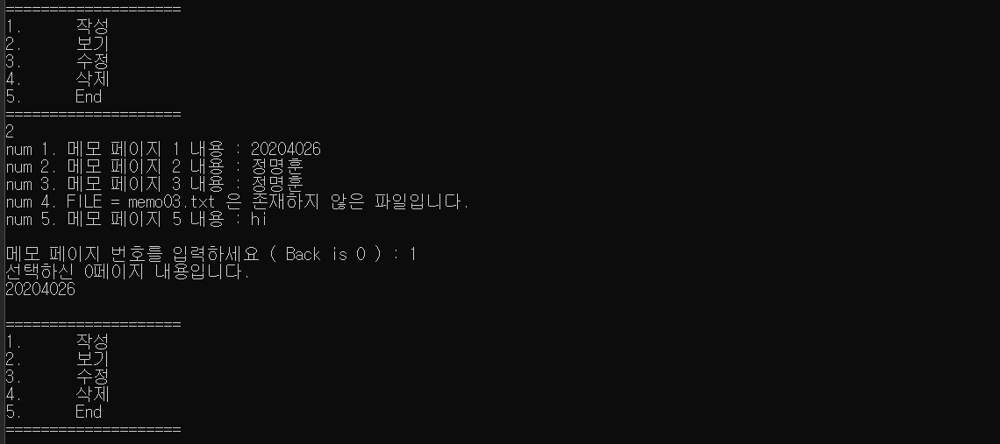 ====================
1.      작성
2.      보기
3.      수정
4.      삭제
5.      End
====================
2
num 1. 메모 페이지 1 내용 : 20204026
num 2. 메모 페이지 2 내용 : 정명훈
num 3. 메모 페이지 3 내용 : 정명훈
num 4. FILE = memo03.txt 은 존재하지 않은 파일입니다.
num 5. 메모 페이지 5 내용 : hi
메모 페이지 번호를 입력하세요 ( Back is 0 ) : 1
선택하신 0페이지 내용입니다.
20204026
====================
1.      작성
2.      보기
3.      수정
4.      삭제
5.      End
====================